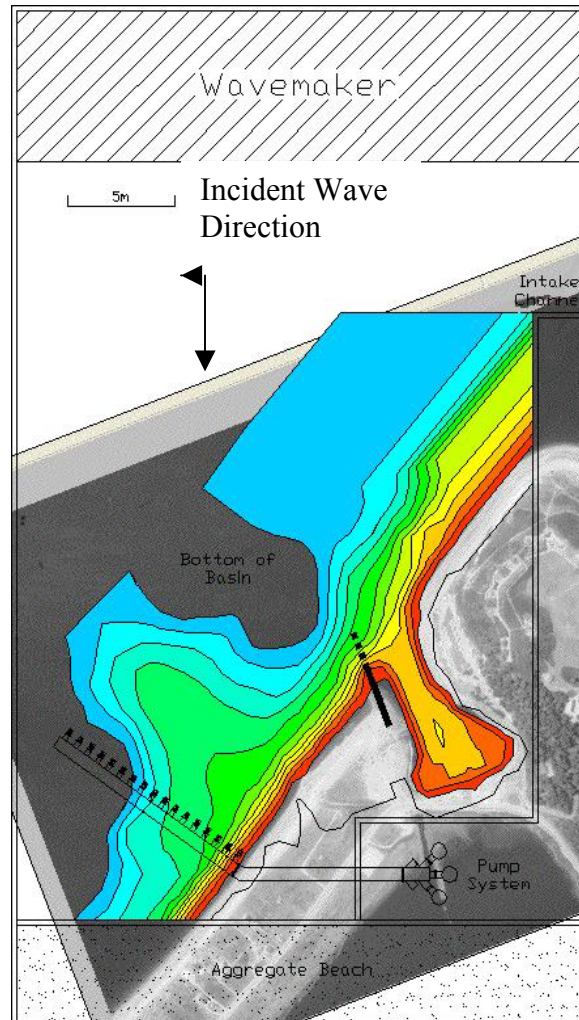 Wavemaker
5m
Incident Wave
Direction
Intake
Channel
Bottom of
Basin
Pump
System
Aggregate Beach